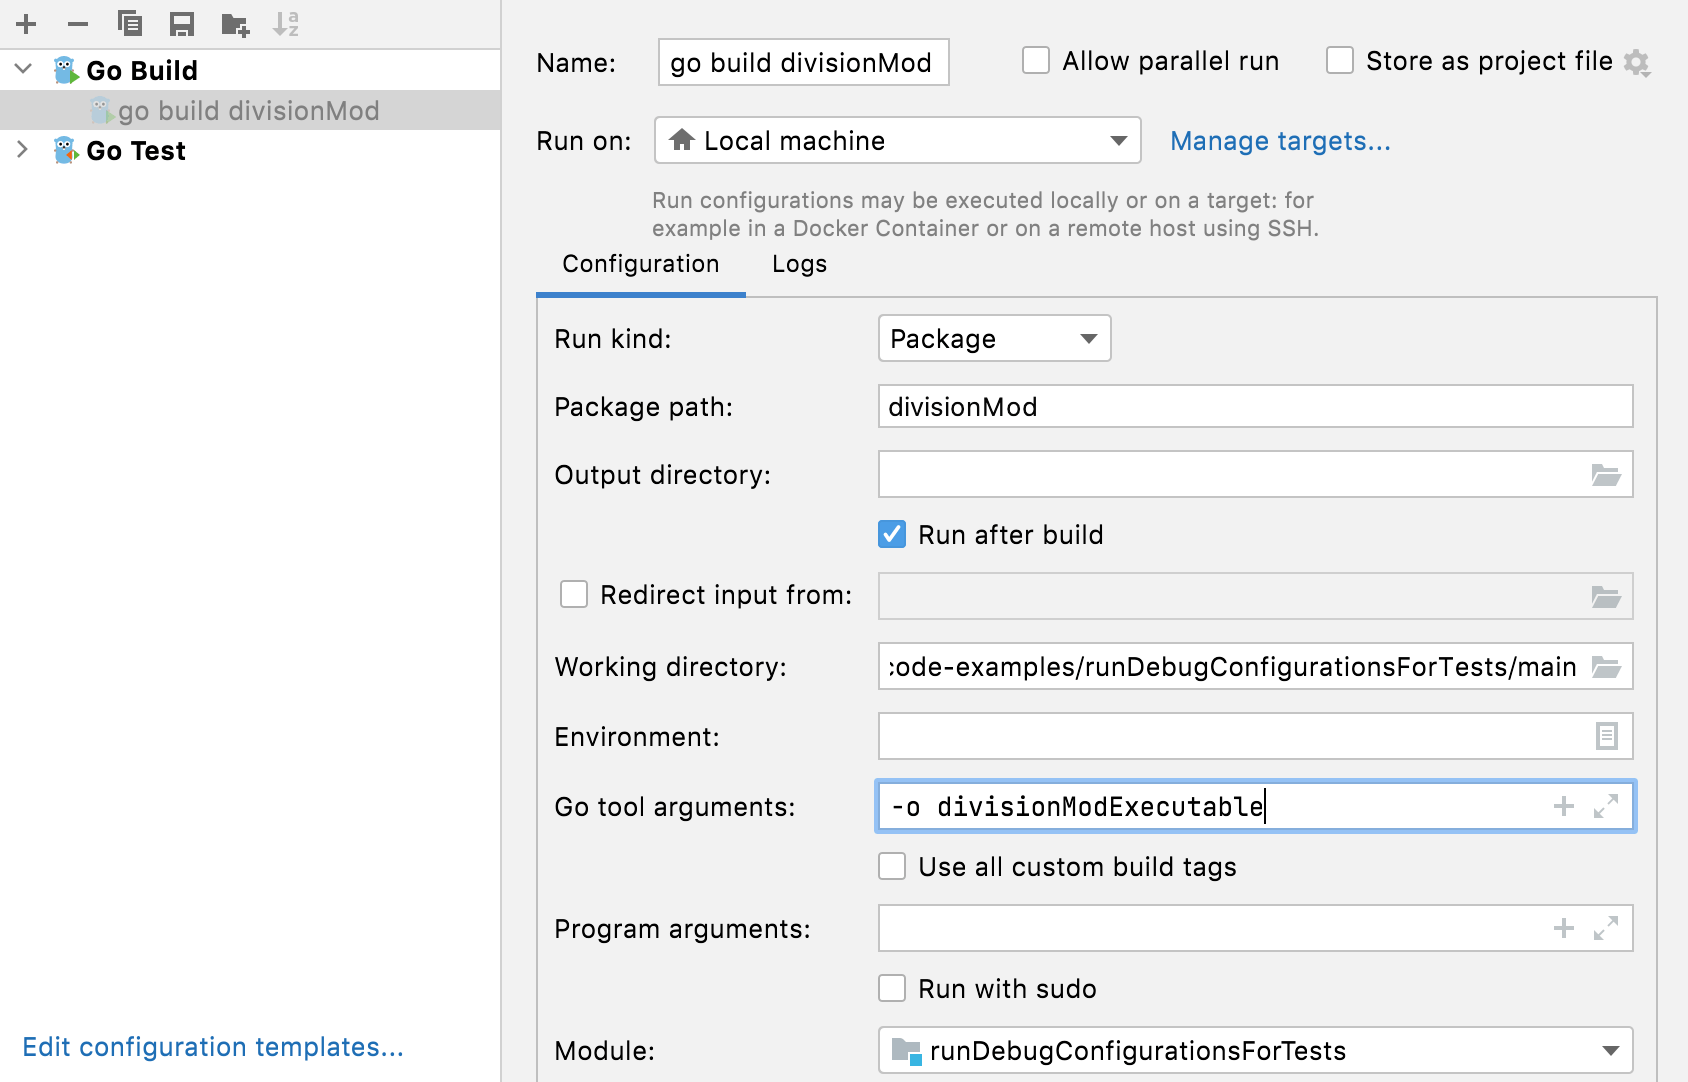 Go Build
go build divisionMod
Go Test
Edit configuration templates...
Name: go build divisionMod Allow parallel run Store as project file
Run on: Local machine Manage targets...
Run configurations may be executed locally or on a target: for
example in a Docker Container or on a remote host using SSH.
Configuration Logs
Run kind: Package
Package path: divisionMod
Output directory:
Run after build
Redirect input from:
Working directory: code-examples/runDebugConfigurationsForTests/main
Environment:
Go tool arguments: -o divisionModExecutable
Use all custom build tags
Program arguments:
Run with sudo
Module: runDebugConfigurationsForTests